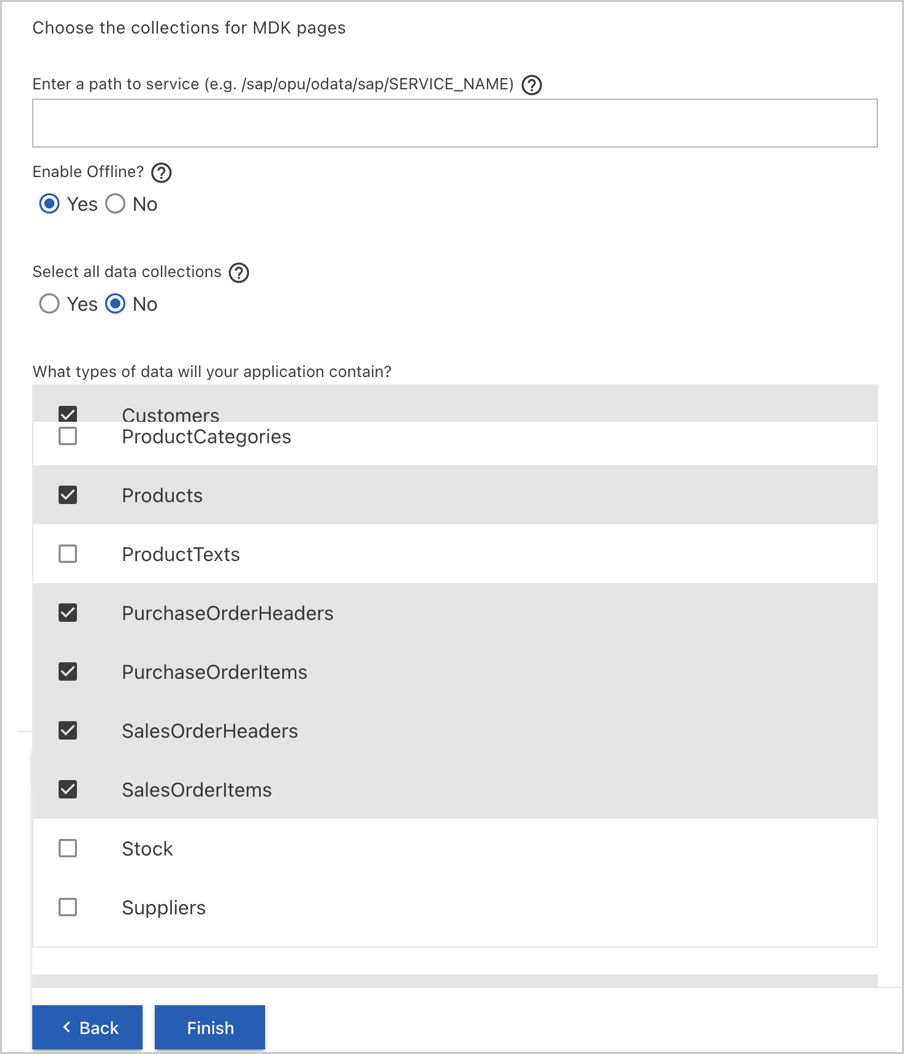 Choose the collections for MDK pages
Enter a path to service (e.g. /sap/opu/odata/sap/SERVICE_NAME) ?
Enable Offline? ?
Yes No
Select all data collections ?
Yes No
What types of data will your application contain?
Customers
ProductCategories
Products
ProductTexts
PurchaseOrderHeaders
PurchaseOrderItems
SalesOrderHeaders
SalesOrderItems
Stock
Suppliers
Back Finish